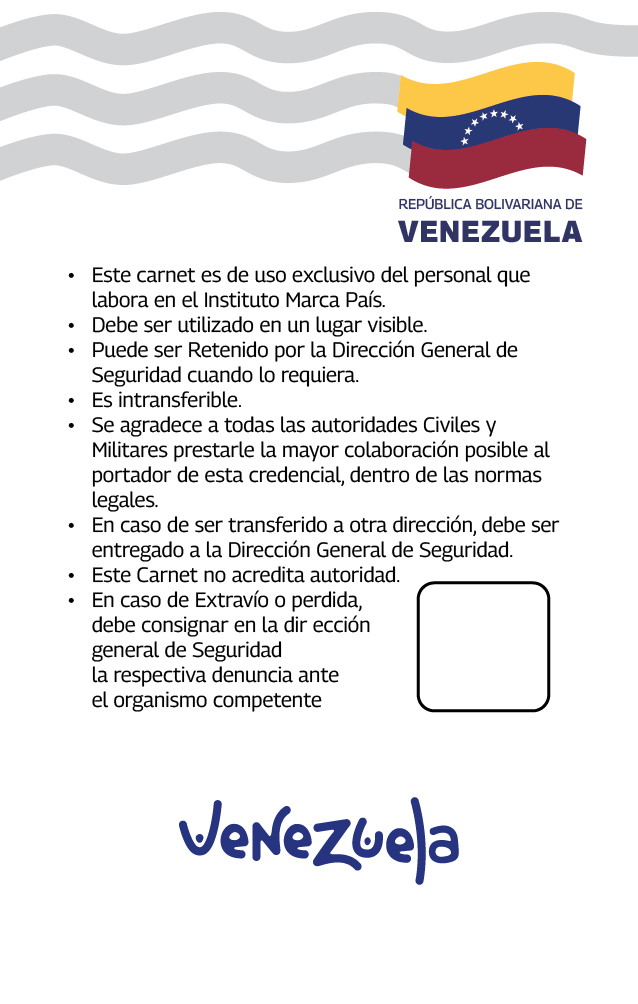 REPÚBLICA BOLIVARIANA DE
VENEZUELA
• Este carnet es de uso exclusivo del personal que
labora en el Instituto Marca País.
• Debe ser utilizado en un lugar visible.
• Puede ser Retenido por la Dirección General de
Seguridad cuando lo requiera.
• Es intransferible.
• Se agradece a todas las autoridades Civiles y
Militares prestarle la mayor colaboración posible al
portador de esta credencial, dentro de las normas
legales.
• En caso de ser transferido a otra dirección, debe ser
entregado a la Dirección General de Seguridad.
• Este Carnet no acredita autoridad.
• En caso de Extravío o perdida,
debe consignar en la dir ección
general de Seguridad
la respectiva denuncia ante
el organismo competente
venezuela